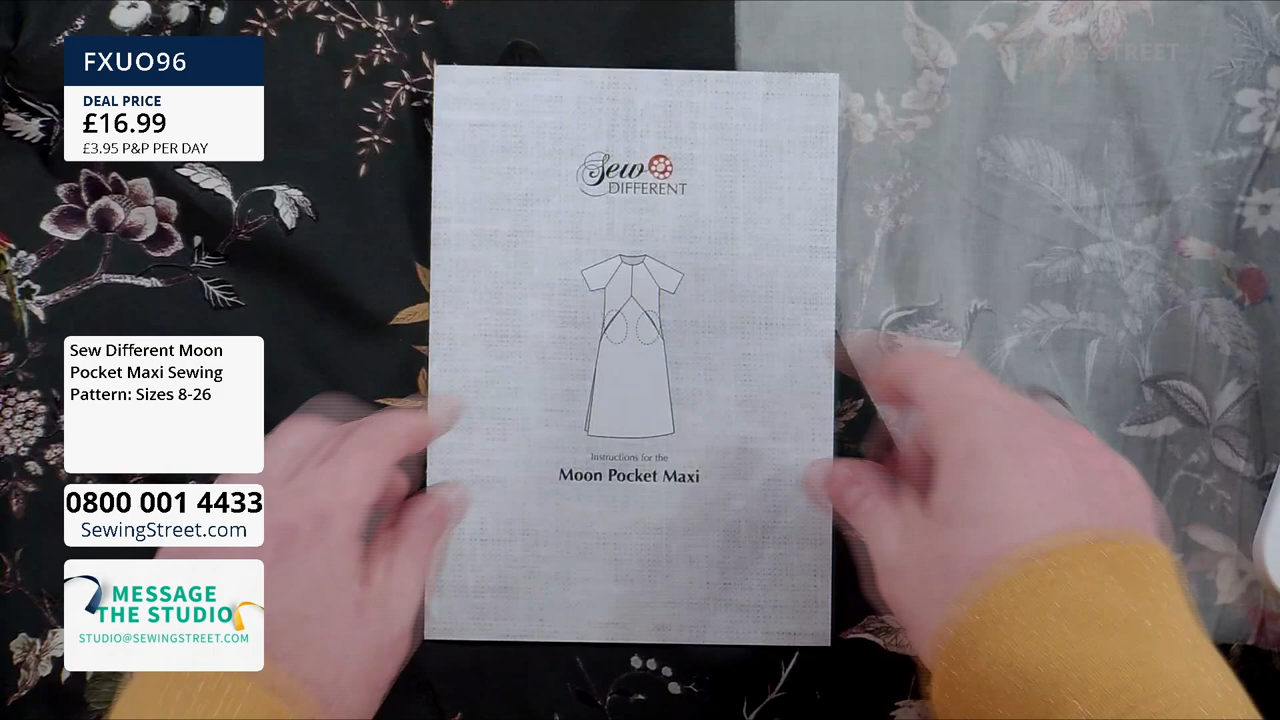 FXUO96
DEAL PRICE
£16.99
£3.95 P&P PER DAY
Sew Different Moon
Pocket Maxi Sewing
Pattern: Sizes 8-26
0800 001 4433
SewingStreet.com
MESSAGE
THE STUDIO
STUDIO@SEWINGSTREET.COM
SEWING STREET
Sew
DIFFERENT
Instructions for the
Moon Pocket Maxi